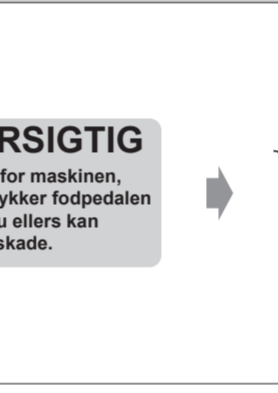 RSIGTIG
for maskinen,
ykker fodpedalen
u ellers kan
skade.